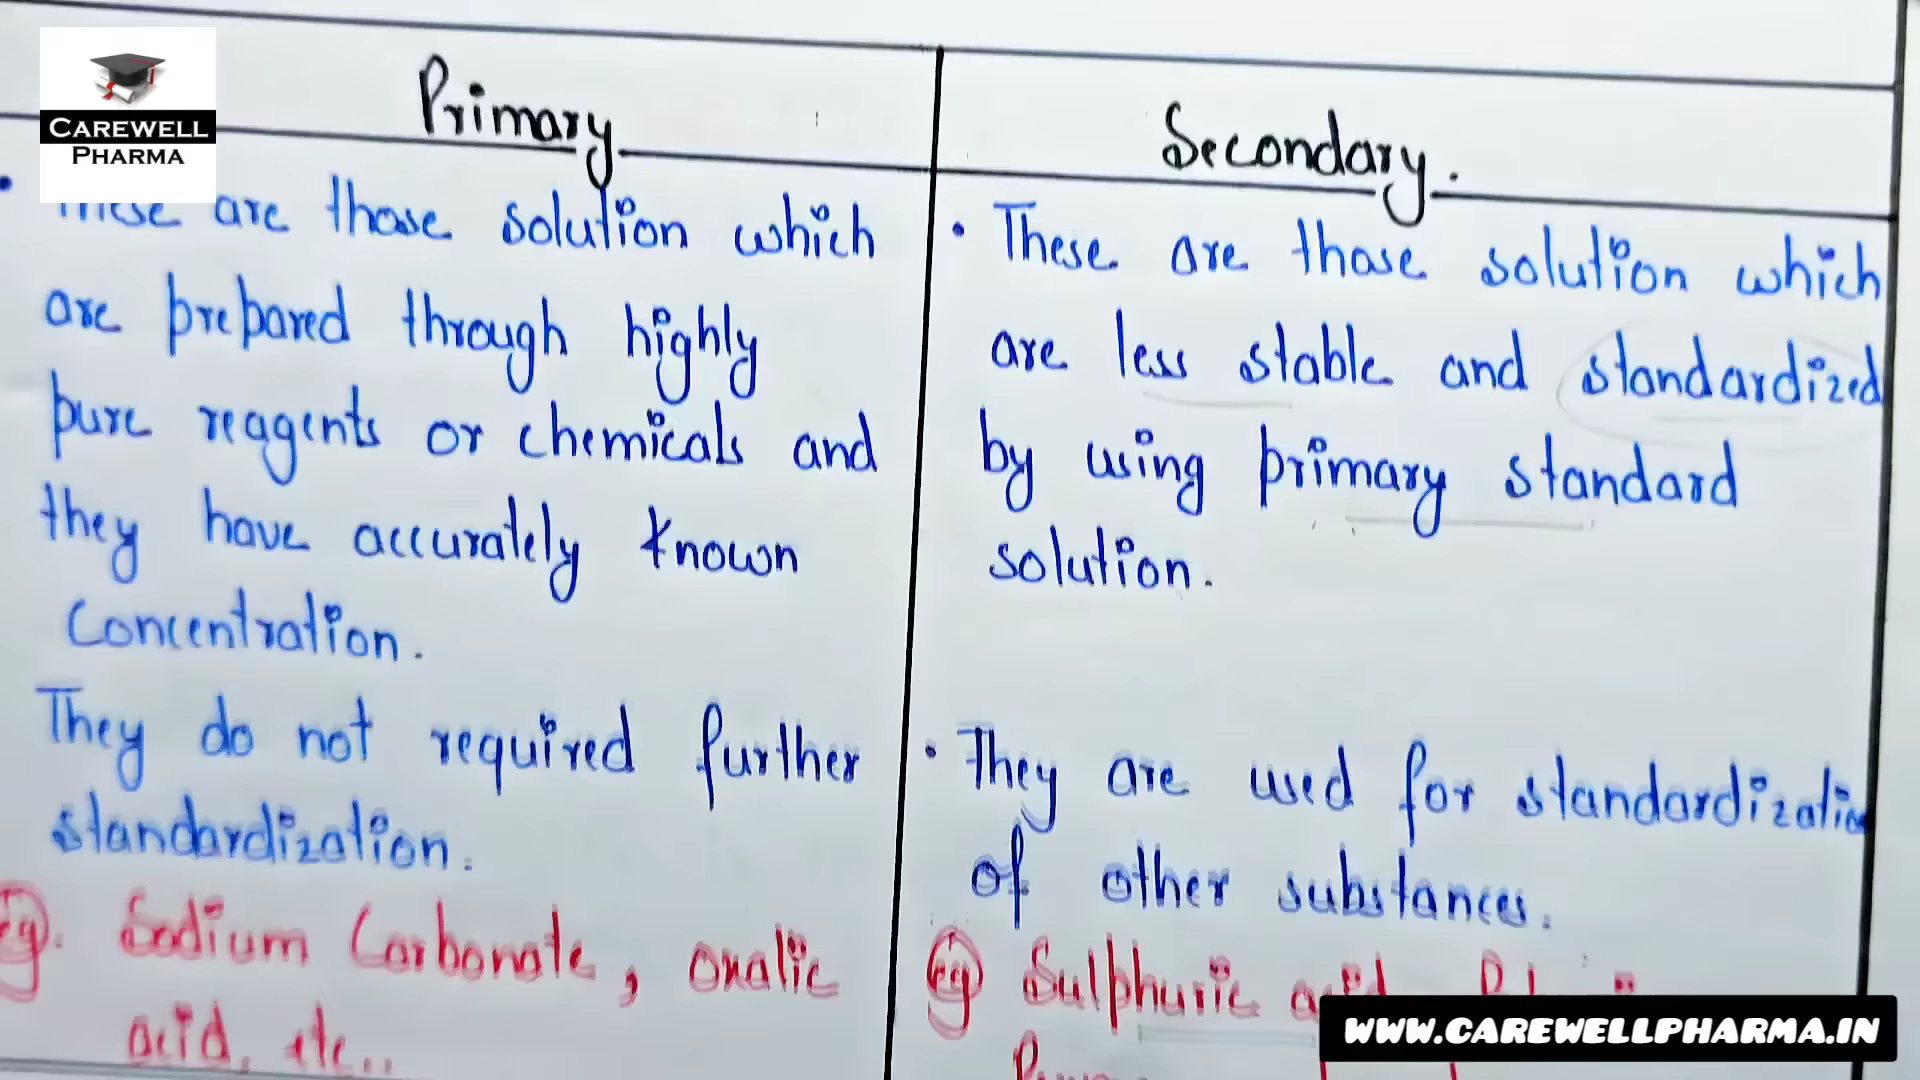 CAREWELL
PHARMA
Primary
These are those solution which
are prepared through highly
pure reagents or chemicals and
they have accurately known
Concentration.
They do not required further
standardization.
eg. Sodium Carbonate, oxalic
acid, etc..
Secondary.
• These are those solution which
are less stable and standardized
by using primary standard
solution.
• They are used for standardization
of other substances.
eg Sulphuric acid
WWW.CAREWELLPHARMA.IN